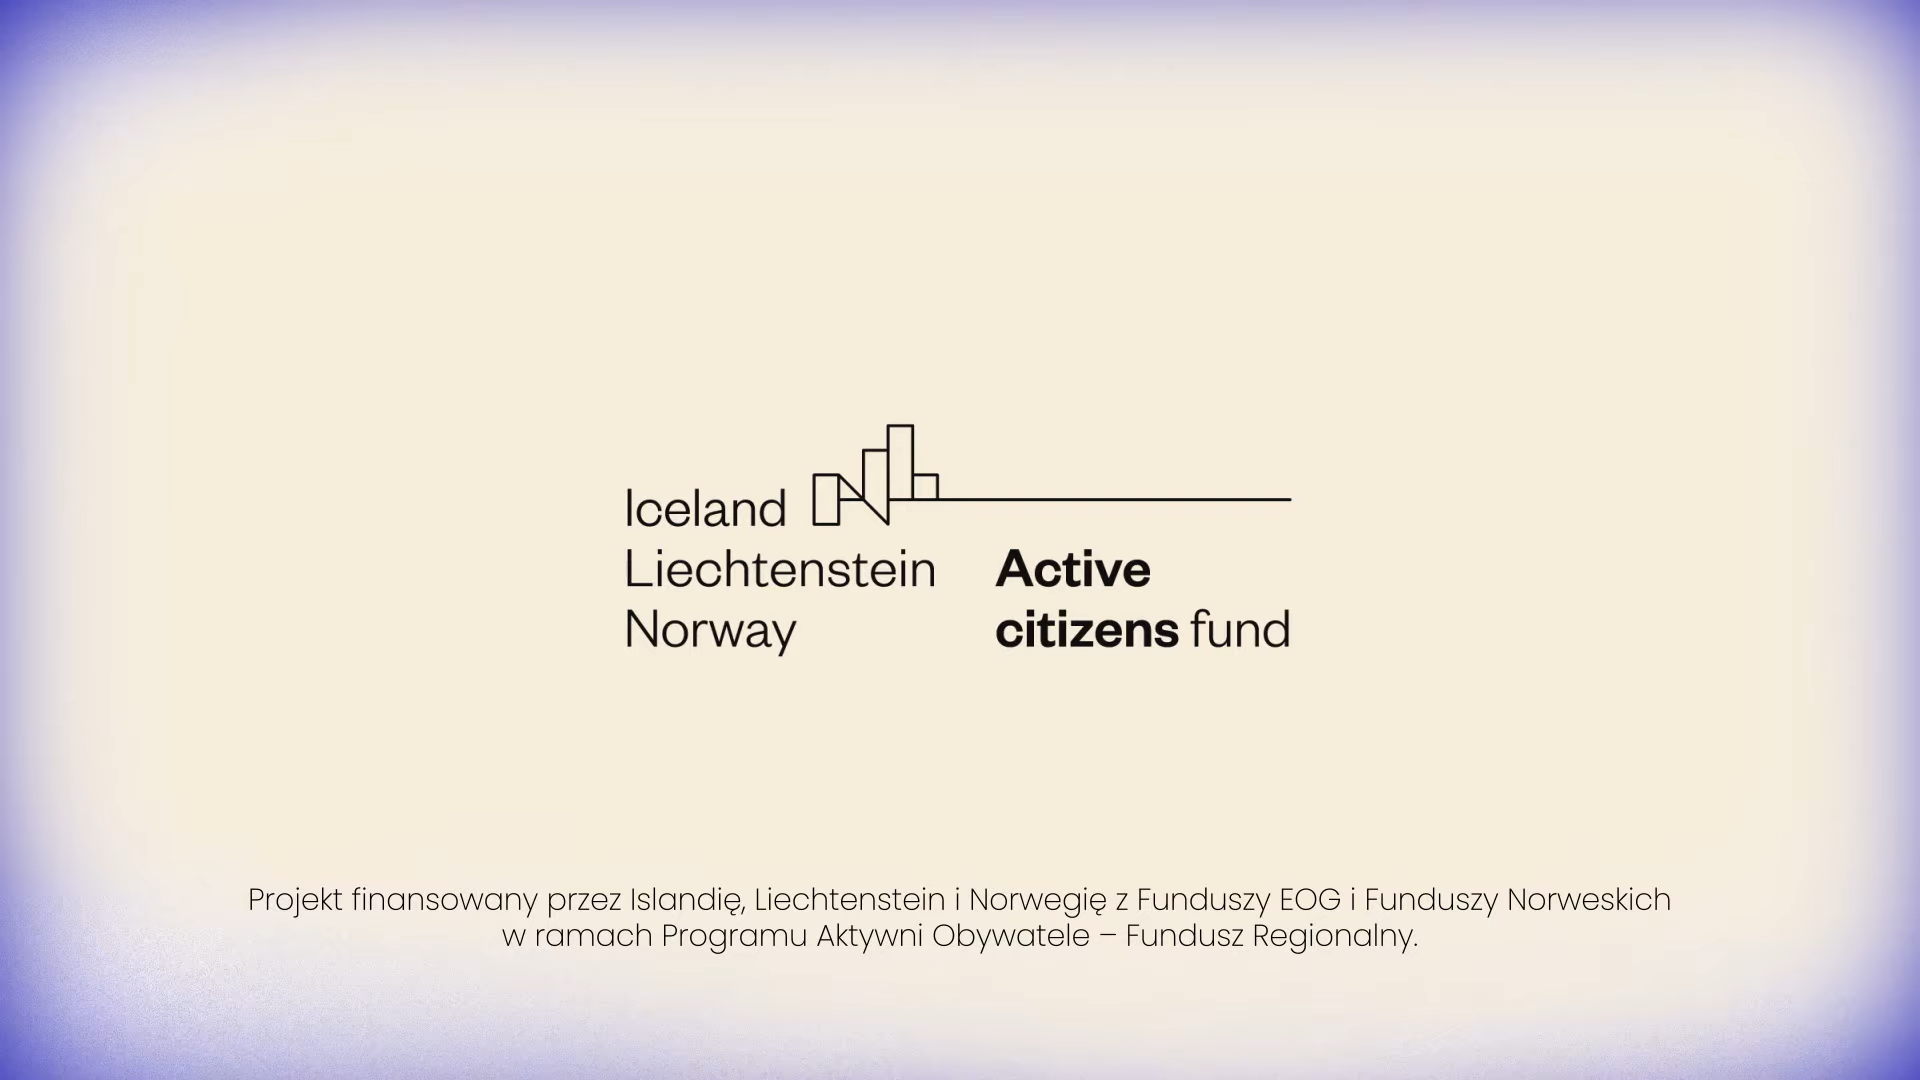 Iceland
Liechtenstein
Norway
Active
citizens fund
Projekt finansowany przez Islandię, Liechtenstein i Norwegię z Funduszy EOG i Funduszy Norweskich
w ramach Programu Aktywni Obywatele – Fundusz Regionalny.